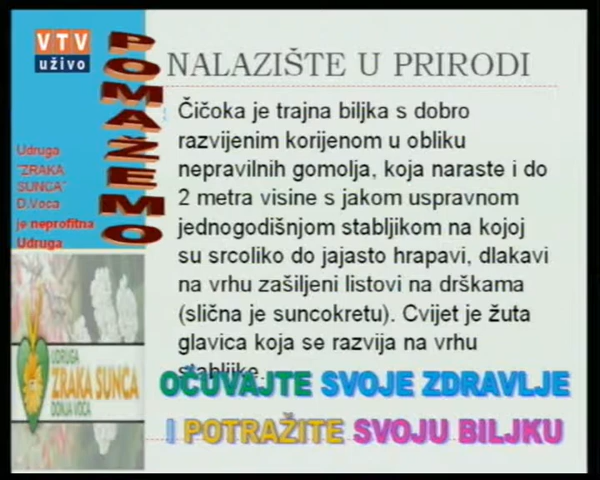 VTV
uživo
POMAŽEMO
NALAZIŠTE U PRIRODI
Udruga
"ZRAKA
SUNCA"
D.Voca
je neprofitna
Udruga
Čičoka je trajna biljka s dobro
razvijenim korijenom u obliku
nepravilnih gomolja, koja naraste i do
2 metra visine s jakom uspravnom
jednogodišnjom stabljikom na kojoj
su srcoliko do jajasto hrapavi, dlakavi
na vrhu zašiljeni listovi na drškama
(slična je suncokretu). Cvijet je žuta
glavica koja se razvija na vrhu
stabljike.
UDRUGA
ZRAKA SUNCA
DONJA VOCA
OČUVAJTE SVOJE ZDRAVLJE
I POTRAŽITE SVOJU BILJKU